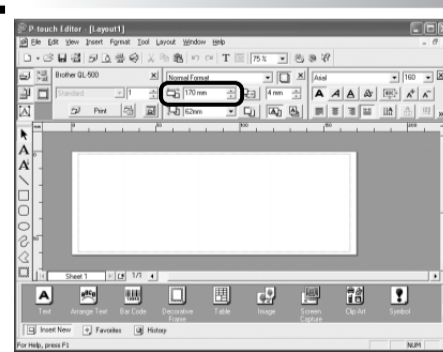 P-touch Editor - [Layout1]
File Edit View Insert Format Tool Layout Window Help
T 75 %
Brother QL-500 Normal Format Arial 160
Standard 1 170 mm 4 mm A A A
Print 62mm A
A
A
Sheet 1 1/1
Text Arrange Text Bar Code Decorative Frame Table Image Screen Capture Clip Art Symbol
Insert New Favorites History
For Help, press F1 NUM